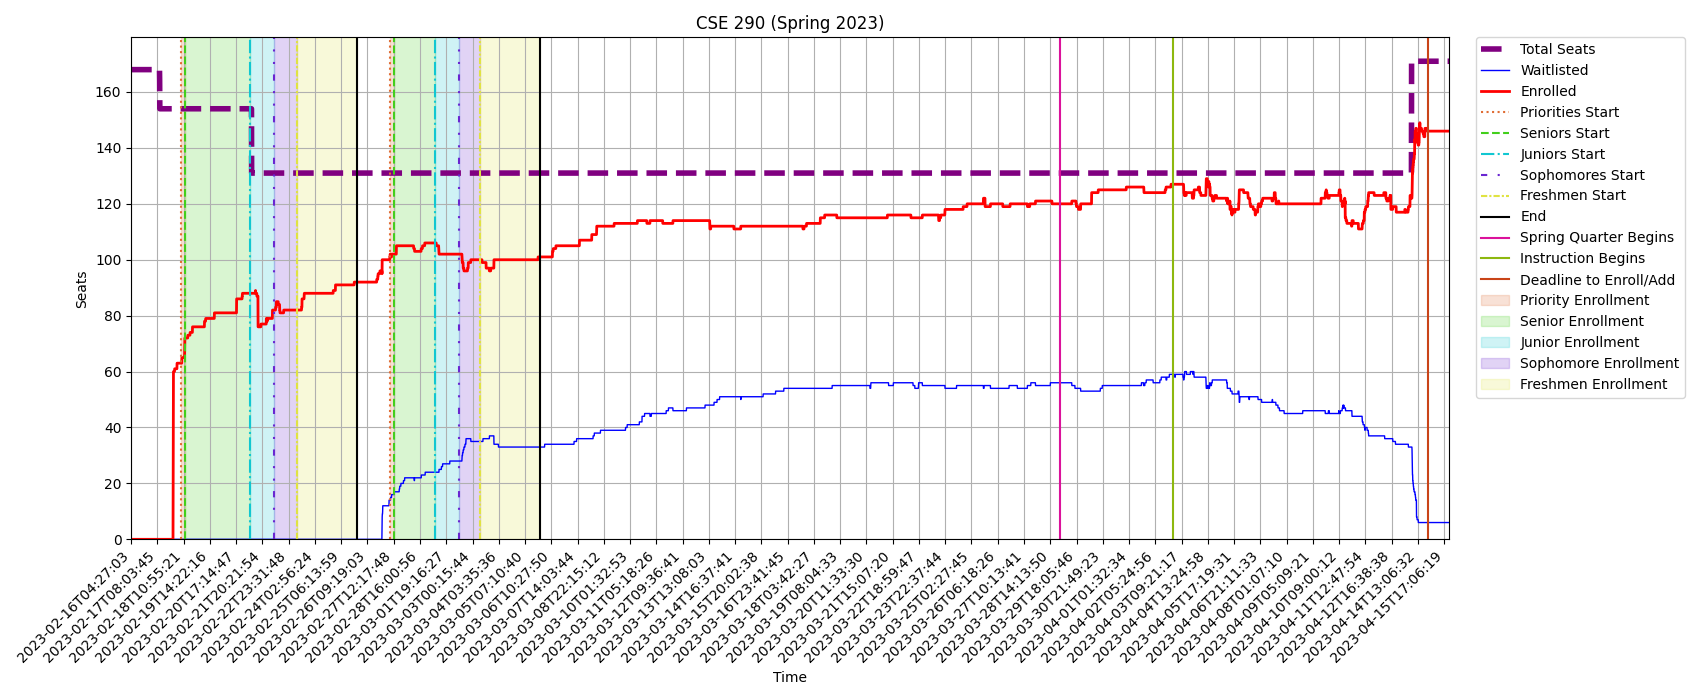 CSE 290 (Spring 2023)
Seats
160
140
120
100
80
60
40
20
0
2023-02-16T04:27:03
2023-02-17T08:03:45
2023-02-18T10:55:21
2023-02-19T14:22:16
2023-02-20T17:14:47
2023-02-21T20:21:54
2023-02-22T23:31:48
2023-02-24T02:56:24
2023-02-25T06:13:59
2023-02-26T09:19:03
2023-02-27T12:17:48
2023-02-28T16:00:56
2023-03-01T19:16:27
2023-03-03T00:15:44
2023-03-04T03:35:36
2023-03-05T07:10:40
2023-03-06T10:27:50
2023-03-07T14:03:44
2023-03-08T22:15:12
2023-03-10T01:32:53
2023-03-11T05:18:26
2023-03-12T09:36:41
2023-03-13T13:08:03
2023-03-14T16:37:41
2023-03-15T20:02:38
2023-03-16T23:41:45
2023-03-18T03:42:27
2023-03-19T08:04:33
2023-03-20T11:33:30
2023-03-21T15:07:20
2023-03-22T18:59:47
2023-03-23T22:37:44
2023-03-25T02:27:45
2023-03-26T06:18:26
2023-03-27T10:13:41
2023-03-28T14:13:50
2023-03-29T18:05:46
2023-03-30T21:49:23
2023-04-01T01:32:34
2023-04-02T05:24:56
2023-04-03T09:21:17
2023-04-04T13:24:58
2023-04-05T17:19:31
2023-04-06T21:11:33
2023-04-08T01:07:10
2023-04-09T05:09:21
2023-04-10T09:00:12
2023-04-11T12:47:54
2023-04-12T16:38:38
2023-04-14T13:06:32
2023-04-15T17:06:19
Time
Total Seats
Waitlisted
Enrolled
Priorities Start
Seniors Start
Juniors Start
Sophomores Start
Freshmen Start
End
Spring Quarter Begins
Instruction Begins
Deadline to Enroll/Add
Priority Enrollment
Senior Enrollment
Junior Enrollment
Sophomore Enrollment
Freshmen Enrollment